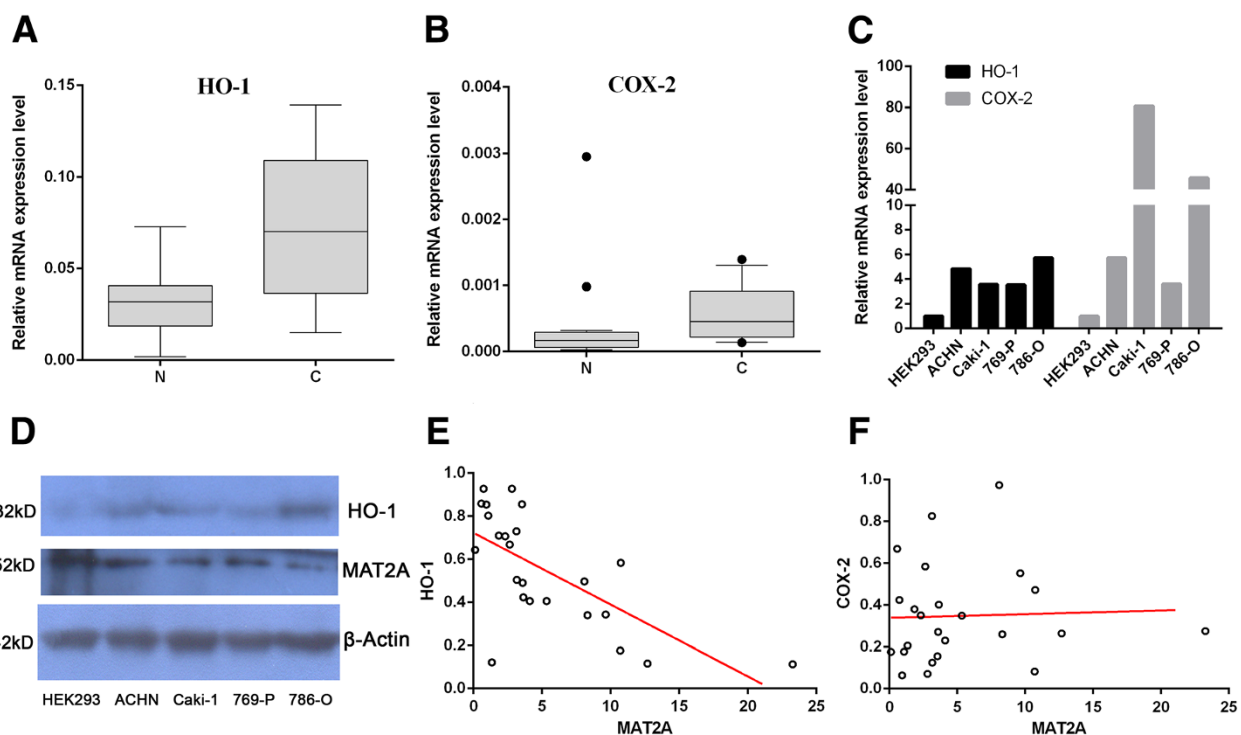 A
HO-1
Relative mRNA expression level
0.15
0.10
0.05
0.00
N
C
B
COX-2
Relative mRNA expression level
0.004
0.003
0.002
0.001
0.000
N
C
C
HO-1
COX-2
Relative mRNA expression level
100
80
60
40
10
8
6
4
2
0
HEK293
ACHN
Caki-1
769-P
786-O
HEK293
ACHN
Caki-1
769-P
786-O
D
HO-1
MAT2A
β-Actin
HEK293 ACHN Caki-1 769-P 786-O
E
HO-1
1.0
0.8
0.6
0.4
0.2
0.0
0 5 10 15 20 25
MAT2A
F
COX-2
1.0
0.8
0.6
0.4
0.2
0.0
0 5 10 15 20 25
MAT2A